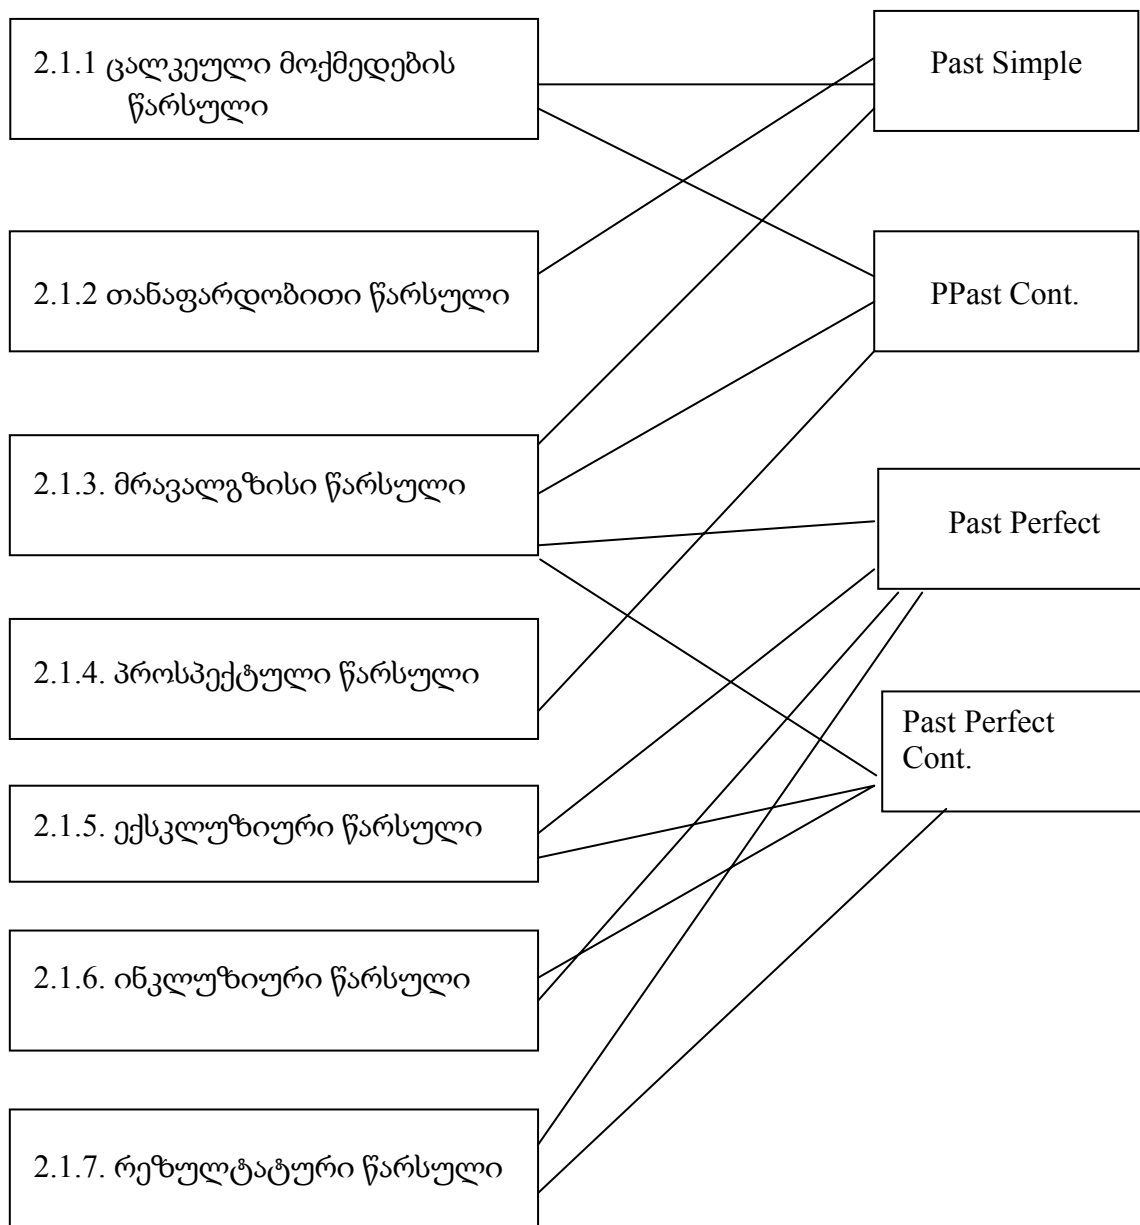 2.1.1 ცალკეული მოქმედების
წარსული
Past Simple
2.1.2 თანაფარდობითი წარსული
PPast Cont.
2.1.3. მრავალგზისი წარსული
Past Perfect
2.1.4. პროსპექტული წარსული
Past Perfect
Cont.
2.1.5. ექსკლუზიური წარსული
2.1.6. ინკლუზიური წარსული
2.1.7. რეზულტატური წარსული